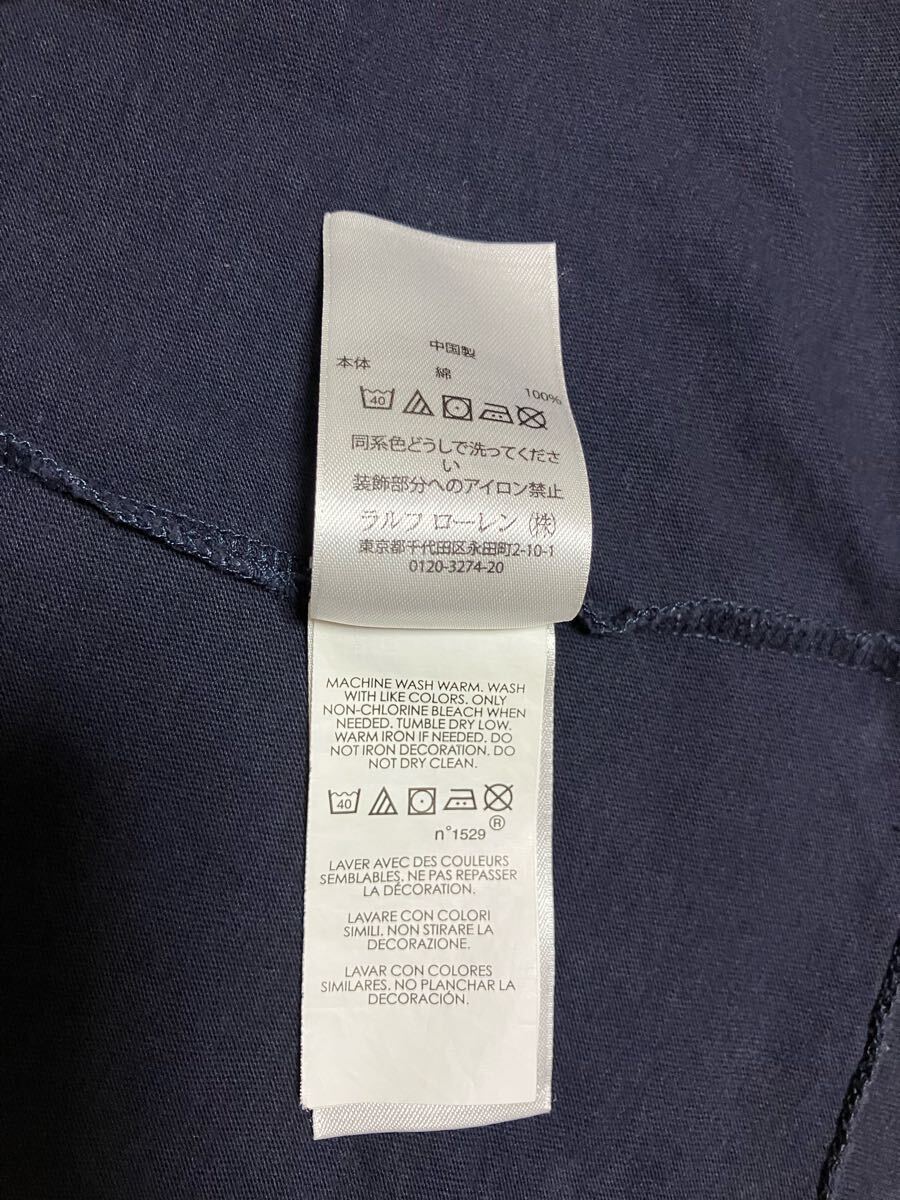 中国製
本体 綿 100%
40
同系色どうしで洗ってくださ
い
装飾部分へのアイロン禁止
ラルフ ローレン (株)
東京都千代田区永田町2-10-1
0120-3274-20
MACHINE WASH WARM. WASH
WITH LIKE COLORS. ONLY
NON-CHLORINE BLEACH WHEN
NEEDED. TUMBLE DRY LOW.
WARM IRON IF NEEDED. DO
NOT IRON DECORATION. DO
NOT DRY CLEAN.
40
n°1529 ®
LAVER AVEC DES COULEURS
SEMBLABLES. NE PAS REPASSER
LA DÉCORATION.
LAVARE CON COLORI
SIMILI. NON STIRARE LA
DECORAZIONE.
LAVAR CON COLORES
SIMILARES. NO PLANCHAR LA
DECORACIÓN.